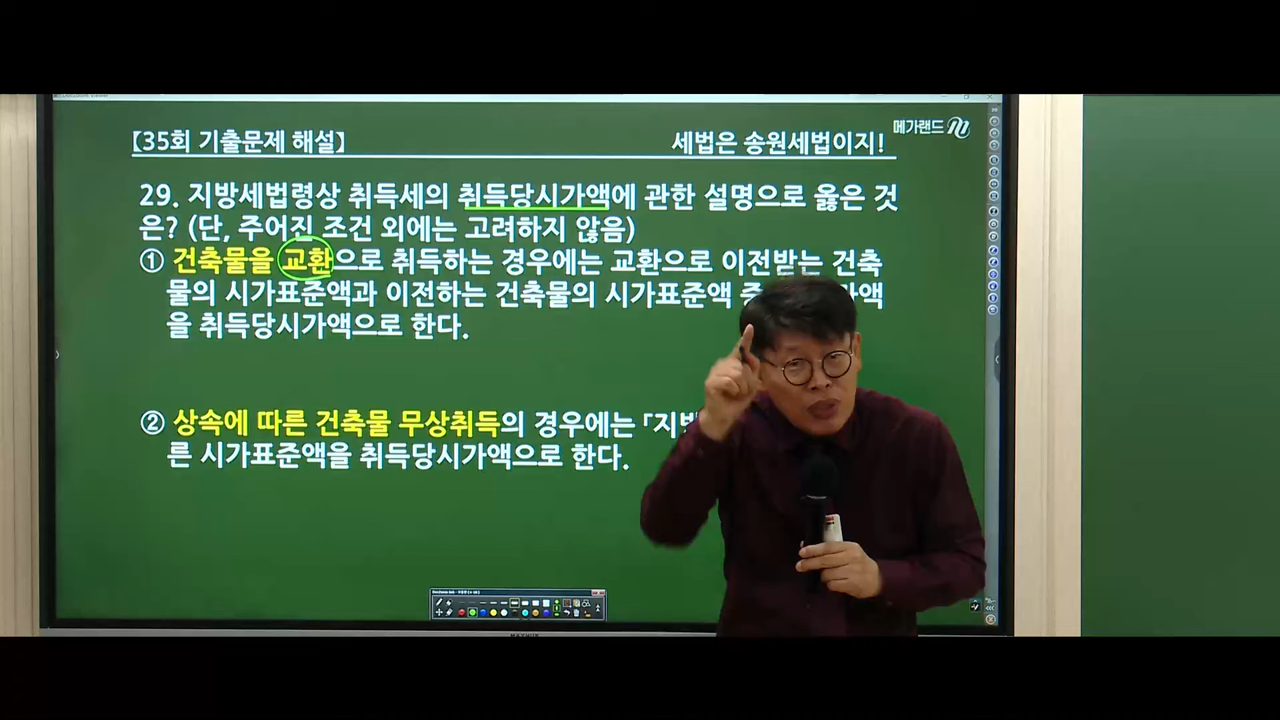 【35회 기출문제 해설】
세법은 송원세법이지!
메가랜드
29. 지방세법령상 취득세의 취득당시가액에 관한 설명으로 옳은 것
은? (단, 주어진 조건 외에는 고려하지 않음)
① 건축물을 교환으로 취득하는 경우에는 교환으로 이전받는 건축
물의 시가표준액과 이전하는 건축물의 시가표준액 가액
을 취득당시가액으로 한다.
② 상속에 따른 건축물 무상취득의 경우에는 「지방
른 시가표준액을 취득당시가액으로 한다.